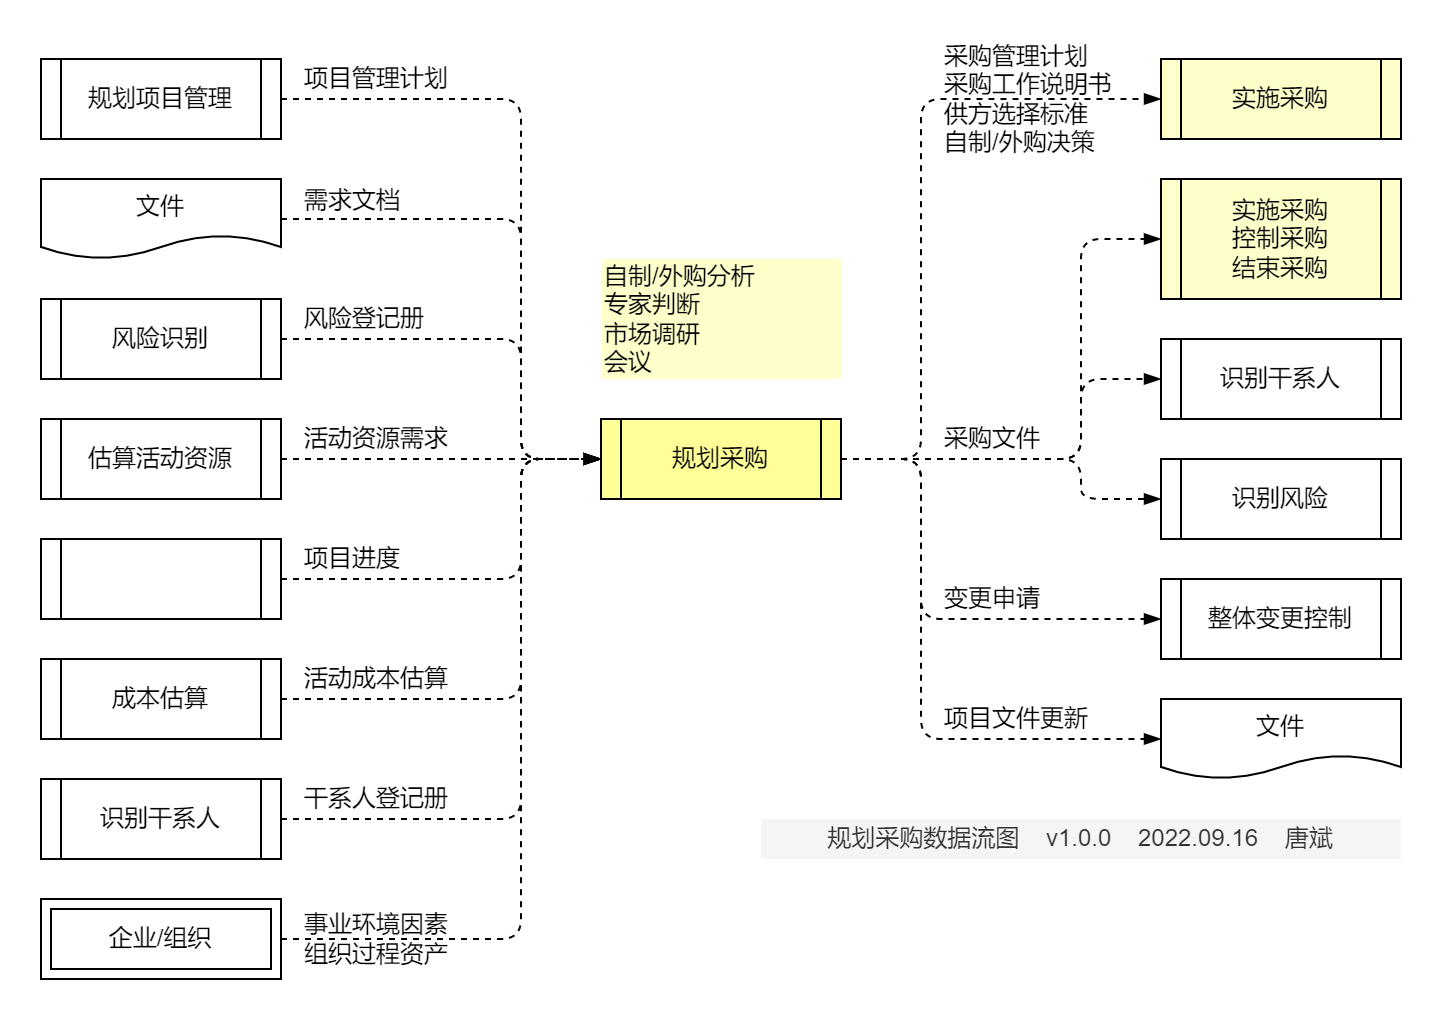 规划项目管理
项目管理计划
文件
需求文档
风险识别
风险登记册
估算活动资源
活动资源需求
项目进度
成本估算
活动成本估算
识别干系人
干系人登记册
企业/组织
事业环境因素
组织过程资产
自制/外购分析
专家判断
市场调研
会议
规划采购
采购管理计划
采购工作说明书
供方选择标准
自制/外购决策
实施采购
采购文件
实施采购
控制采购
结束采购
识别干系人
识别风险
变更申请
整体变更控制
项目文件更新
文件
规划采购数据流图 v1.0.0 2022.09.16 唐斌